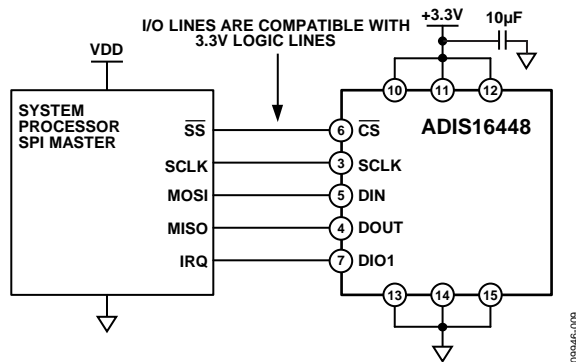 I/O LINES ARE COMPATIBLE WITH
3.3V LOGIC LINES
+3.3V
10µF
VDD
10
11
12
SYSTEM
PROCESSOR
SPI MASTER
ADIS16448
SS
6
CS
SCLK
3
SCLK
MOSI
5
DIN
MISO
4
DOUT
IRQ
7
DIO1
13
14
15
09946-009